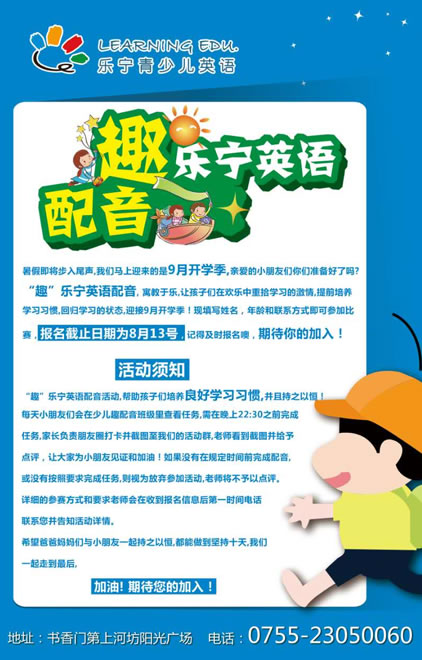 LEARNING EDU.
乐宁青少儿英语
趣乐宁英语
配音
暑假即将步入尾声,我们马上迎来的是9月开学季,亲爱的小朋友们你们准备好了吗?
“趣”乐宁英语配音, 寓教于乐,让孩子们在欢乐中重拾学习的激情,提前培养
学习习惯,回归学习的状态,迎接9月开学季！现填写姓名，年龄和联系方式即可参加比
赛，报名截止日期为8月13号，记得及时报名噢，期待你的加入！
活动须知
“趣”乐宁英语配音活动,帮助孩子们培养良好学习习惯,并且持之以恒！
每天小朋友们会在少儿趣配音班级里查看任务,需在晚上22:30之前完成
任务,家长负责朋友圈打卡并截图至我们的活动群,老师看到截图并给予
点评，让大家为小朋友见证和加油！如果没有在规定时间前完成配音,
或没有按照要求完成任务,则视为放弃参加活动,老师将不予以点评。
详细的参赛方式和要求老师会在收到报名信息后第一时间电话
联系您并告知活动详情。
希望爸爸妈妈们与小朋友一起持之以恒,都能做到坚持十天,我们
一起走到最后,
加油! 期待您的加入！
地址：书香门第上河坊阳光广场 电话：0755-23050060